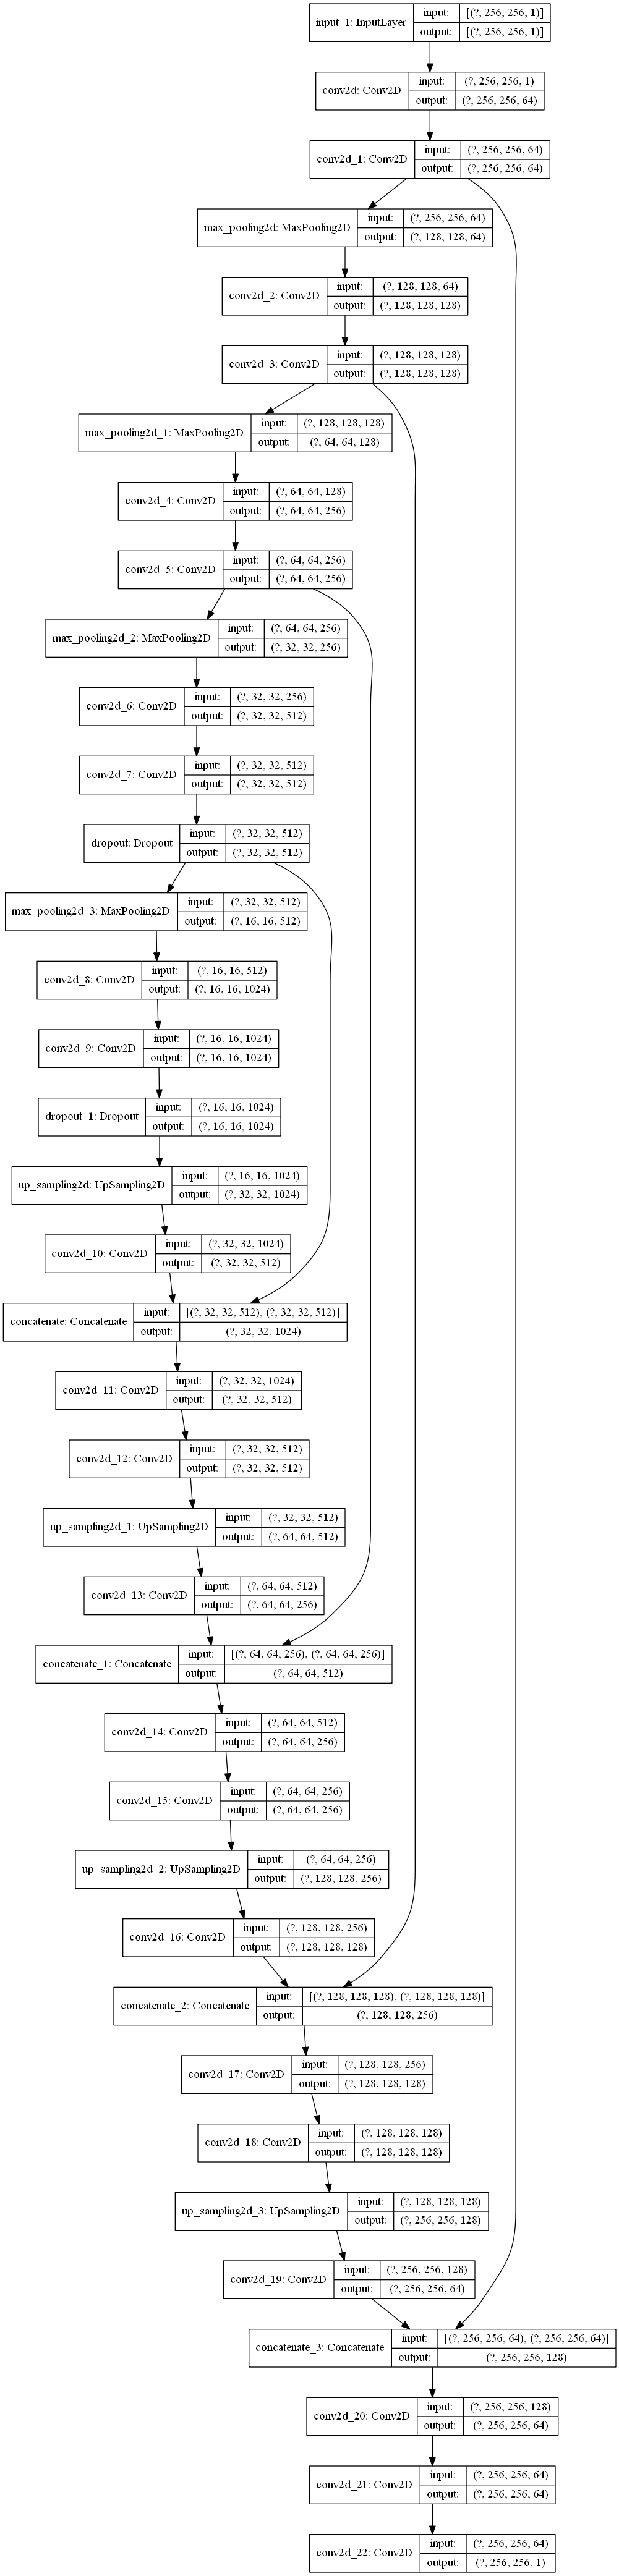 input_1: InputLayer
input: [(?, 256, 256, 1)]
output: [(?, 256, 256, 1)]
conv2d: Conv2D
input: (?, 256, 256, 1)
output: (?, 256, 256, 64)
conv2d_1: Conv2D
input: (?, 256, 256, 64)
output: (?, 256, 256, 64)
max_pooling2d: MaxPooling2D
input: (?, 256, 256, 64)
output: (?, 128, 128, 64)
conv2d_2: Conv2D
input: (?, 128, 128, 64)
output: (?, 128, 128, 128)
conv2d_3: Conv2D
input: (?, 128, 128, 128)
output: (?, 128, 128, 128)
max_pooling2d_1: MaxPooling2D
input: (?, 128, 128, 128)
output: (?, 64, 64, 128)
conv2d_4: Conv2D
input: (?, 64, 64, 128)
output: (?, 64, 64, 256)
conv2d_5: Conv2D
input: (?, 64, 64, 256)
output: (?, 64, 64, 256)
max_pooling2d_2: MaxPooling2D
input: (?, 64, 64, 256)
output: (?, 32, 32, 256)
conv2d_6: Conv2D
input: (?, 32, 32, 256)
output: (?, 32, 32, 512)
conv2d_7: Conv2D
input: (?, 32, 32, 512)
output: (?, 32, 32, 512)
dropout: Dropout
input: (?, 32, 32, 512)
output: (?, 32, 32, 512)
max_pooling2d_3: MaxPooling2D
input: (?, 32, 32, 512)
output: (?, 16, 16, 512)
conv2d_8: Conv2D
input: (?, 16, 16, 512)
output: (?, 16, 16, 1024)
conv2d_9: Conv2D
input: (?, 16, 16, 1024)
output: (?, 16, 16, 1024)
dropout_1: Dropout
input: (?, 16, 16, 1024)
output: (?, 16, 16, 1024)
up_sampling2d: UpSampling2D
input: (?, 16, 16, 1024)
output: (?, 32, 32, 1024)
conv2d_10: Conv2D
input: (?, 32, 32, 1024)
output: (?, 32, 32, 512)
concatenate: Concatenate
input: [(?, 32, 32, 512), (?, 32, 32, 512)]
output: (?, 32, 32, 1024)
conv2d_11: Conv2D
input: (?, 32, 32, 1024)
output: (?, 32, 32, 512)
conv2d_12: Conv2D
input: (?, 32, 32, 512)
output: (?, 32, 32, 512)
up_sampling2d_1: UpSampling2D
input: (?, 32, 32, 512)
output: (?, 64, 64, 512)
conv2d_13: Conv2D
input: (?, 64, 64, 512)
output: (?, 64, 64, 256)
concatenate_1: Concatenate
input: [(?, 64, 64, 256), (?, 64, 64, 256)]
output: (?, 64, 64, 512)
conv2d_14: Conv2D
input: (?, 64, 64, 512)
output: (?, 64, 64, 256)
conv2d_15: Conv2D
input: (?, 64, 64, 256)
output: (?, 64, 64, 256)
up_sampling2d_2: UpSampling2D
input: (?, 64, 64, 256)
output: (?, 128, 128, 256)
conv2d_16: Conv2D
input: (?, 128, 128, 256)
output: (?, 128, 128, 128)
concatenate_2: Concatenate
input: [(?, 128, 128, 128), (?, 128, 128, 128)]
output: (?, 128, 128, 256)
conv2d_17: Conv2D
input: (?, 128, 128, 256)
output: (?, 128, 128, 128)
conv2d_18: Conv2D
input: (?, 128, 128, 128)
output: (?, 128, 128, 128)
up_sampling2d_3: UpSampling2D
input: (?, 128, 128, 128)
output: (?, 256, 256, 128)
conv2d_19: Conv2D
input: (?, 256, 256, 128)
output: (?, 256, 256, 64)
concatenate_3: Concatenate
input: [(?, 256, 256, 64), (?, 256, 256, 64)]
output: (?, 256, 256, 128)
conv2d_20: Conv2D
input: (?, 256, 256, 128)
output: (?, 256, 256, 64)
conv2d_21: Conv2D
input: (?, 256, 256, 64)
output: (?, 256, 256, 64)
conv2d_22: Conv2D
input: (?, 256, 256, 64)
output: (?, 256, 256, 1)